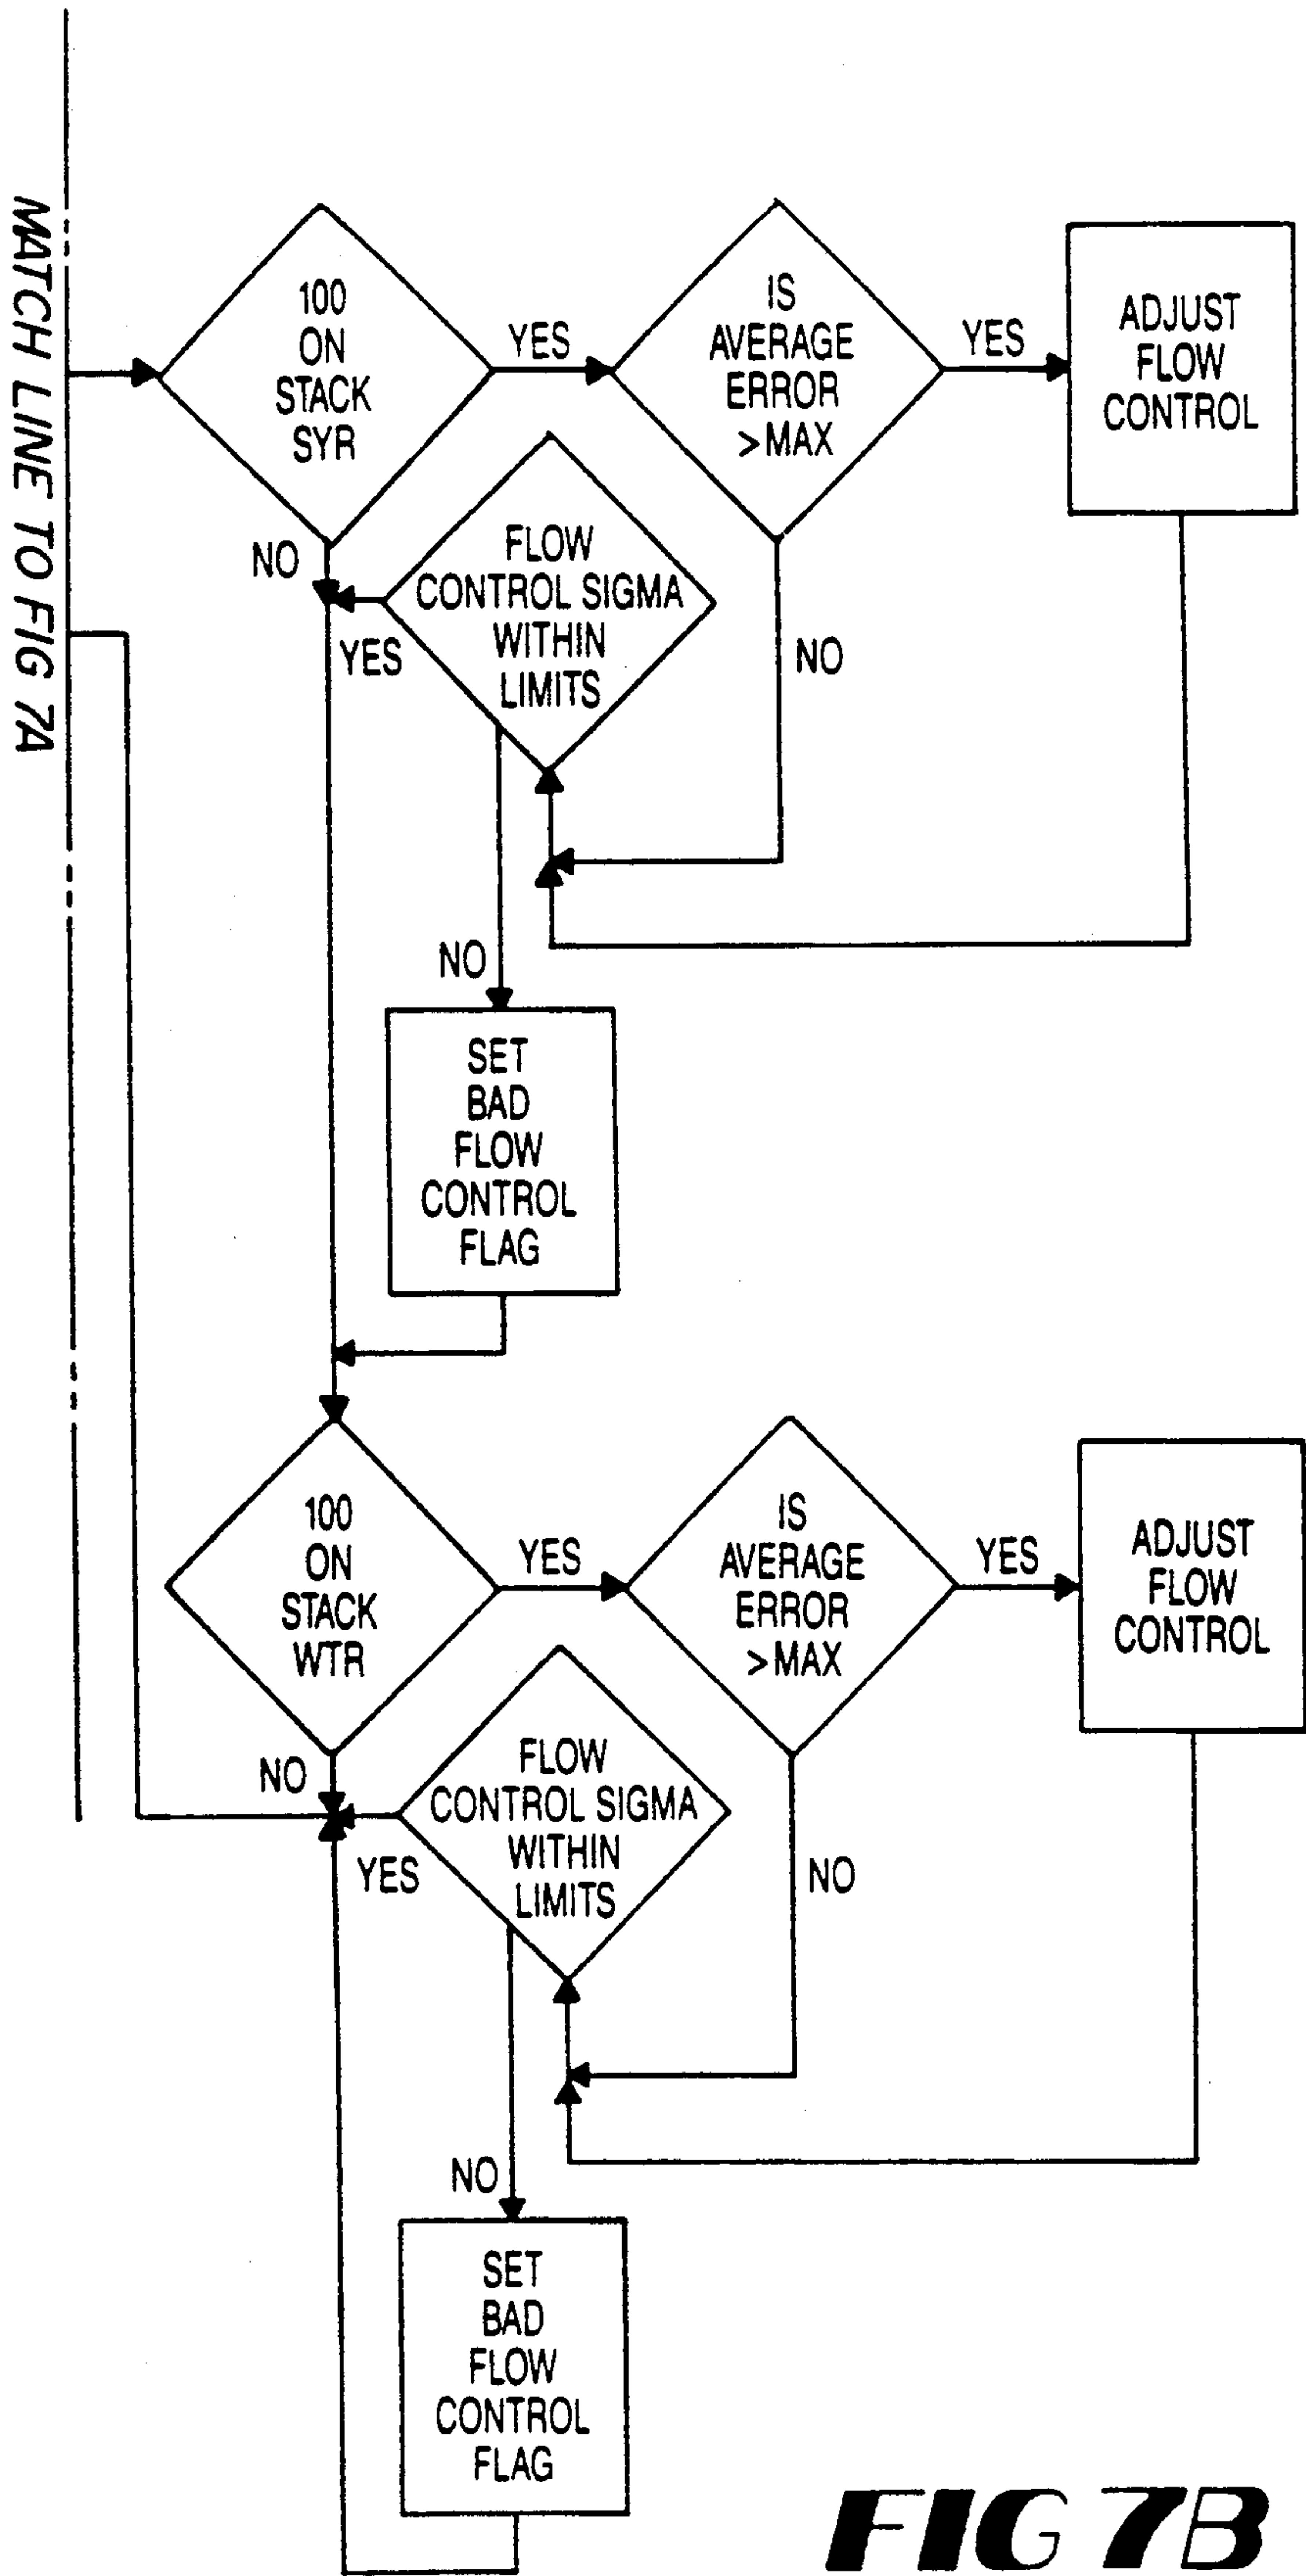 MATCH LINE TO FIG 7A
100
ON
STACK
SYR
YES
IS
AVERAGE
ERROR
>MAX
YES
ADJUST
FLOW
CONTROL
NO
FLOW
CONTROL SIGMA
WITHIN
LIMITS
YES
NO
NO
SET
BAD
FLOW
CONTROL
FLAG
100
ON
STACK
WTR
YES
IS
AVERAGE
ERROR
>MAX
YES
ADJUST
FLOW
CONTROL
NO
FLOW
CONTROL SIGMA
WITHIN
LIMITS
YES
NO
NO
SET
BAD
FLOW
CONTROL
FLAG
FIG 7B